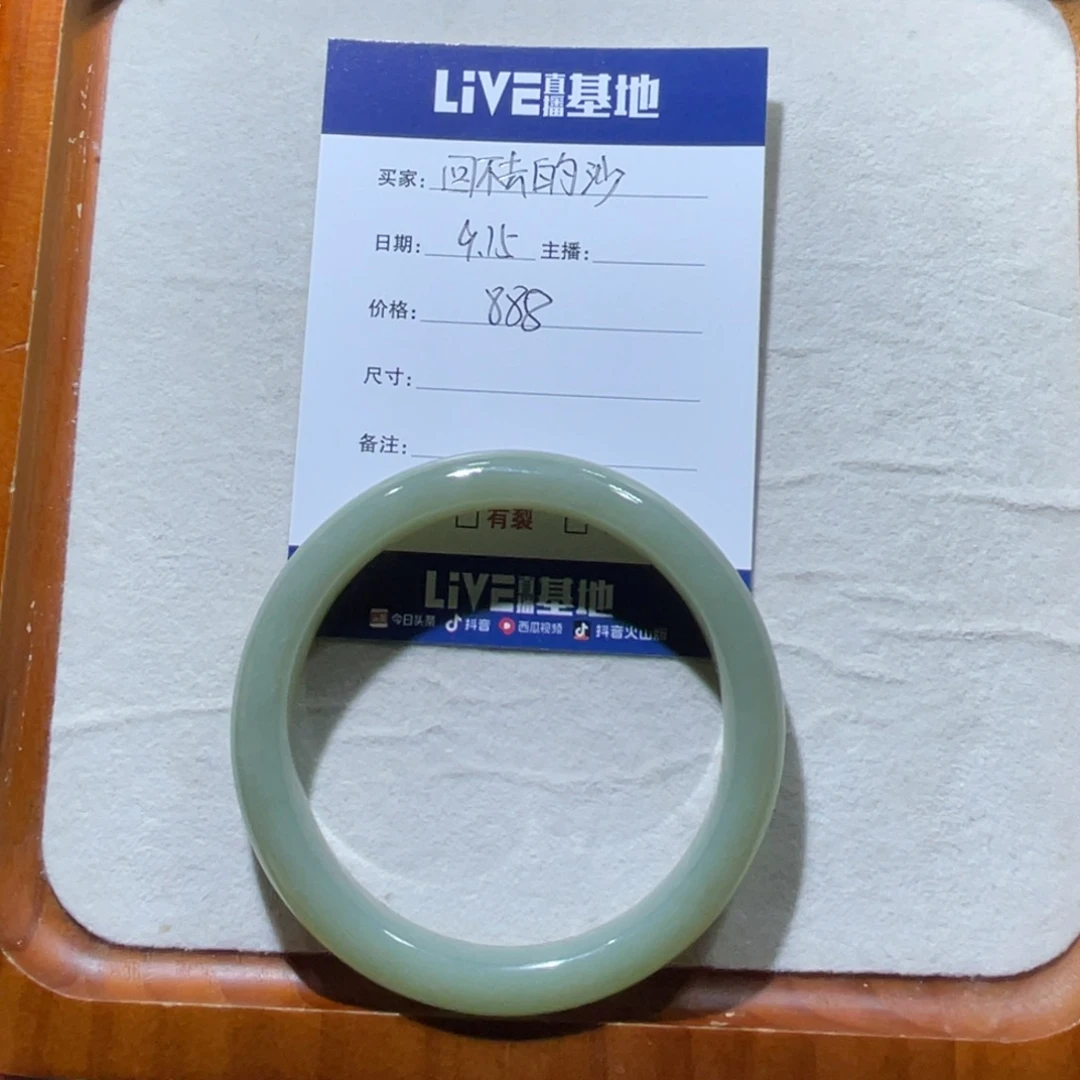 LiVE直播基地
买家: 回不去的沙
日期: 9.15 主播:
价格: 888
尺寸:
备注:
有裂
LiVE直播基地
今日头条 抖音 西瓜视频 抖音火山版